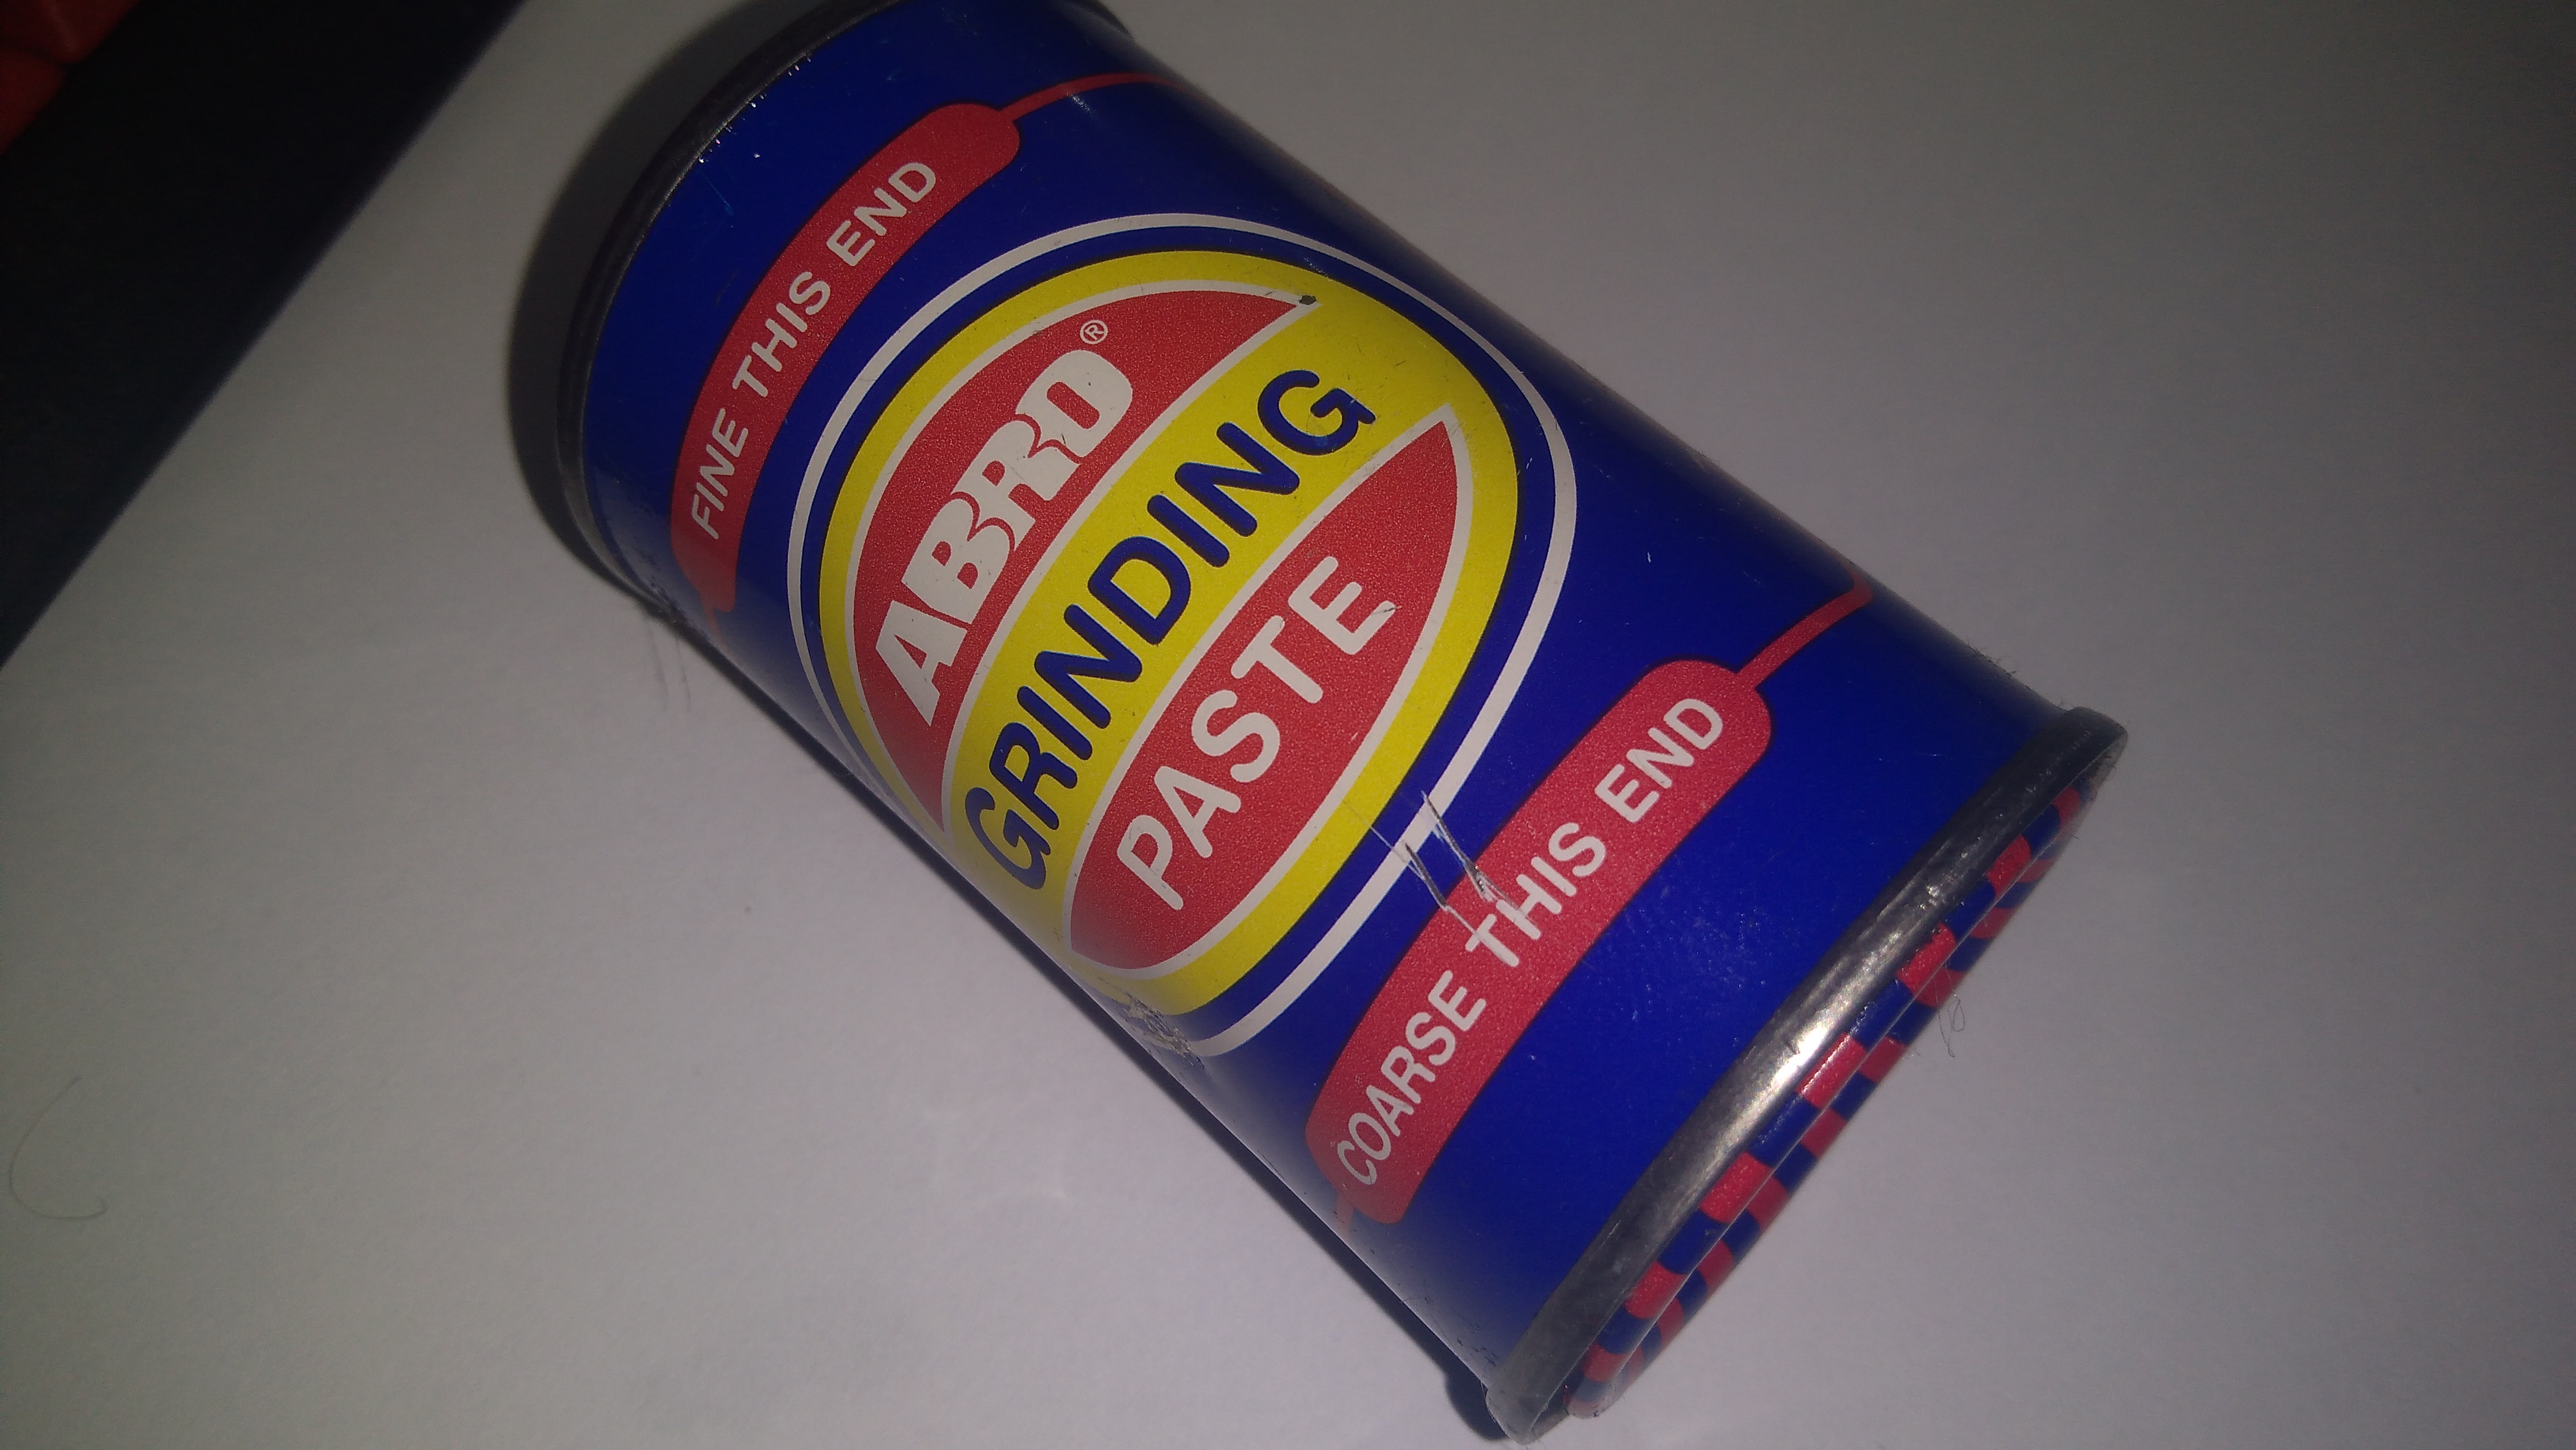 FINE THIS END
ABRO®
GRINDING
PASTE
COARSE THIS END